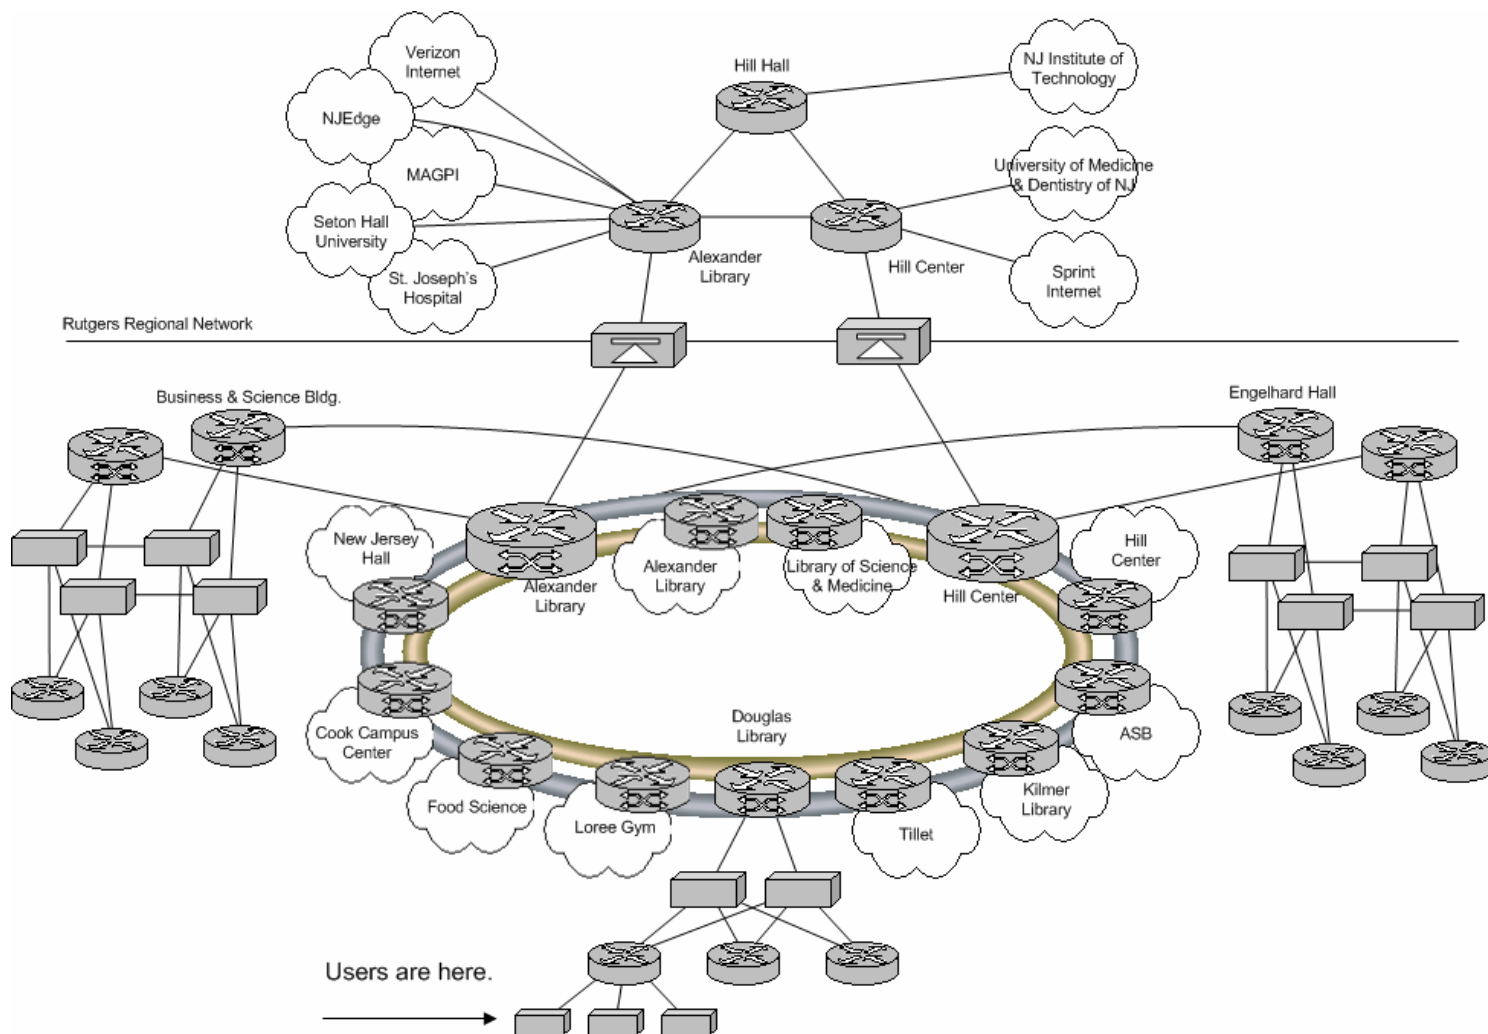 Verizon
Internet
Hill Hall
NJ Institute of
Technology
NJEdge
MAGPI
University of Medicine
& Dentistry of NJ
Seton Hall
University
Alexander
Library
Hill Center
St. Joseph's
Hospital
Sprint
Internet
Rutgers Regional Network
Business & Science Bldg.
Engelhard Hall
New Jersey
Hall
Alexander
Library
Alexander
Library
Library of Science
& Medicine
Hill Center
Hill
Center
Cook Campus
Center
Douglas
Library
ASB
Food Science
Loree Gym
Tillet
Kilmer
Library
Users are here.